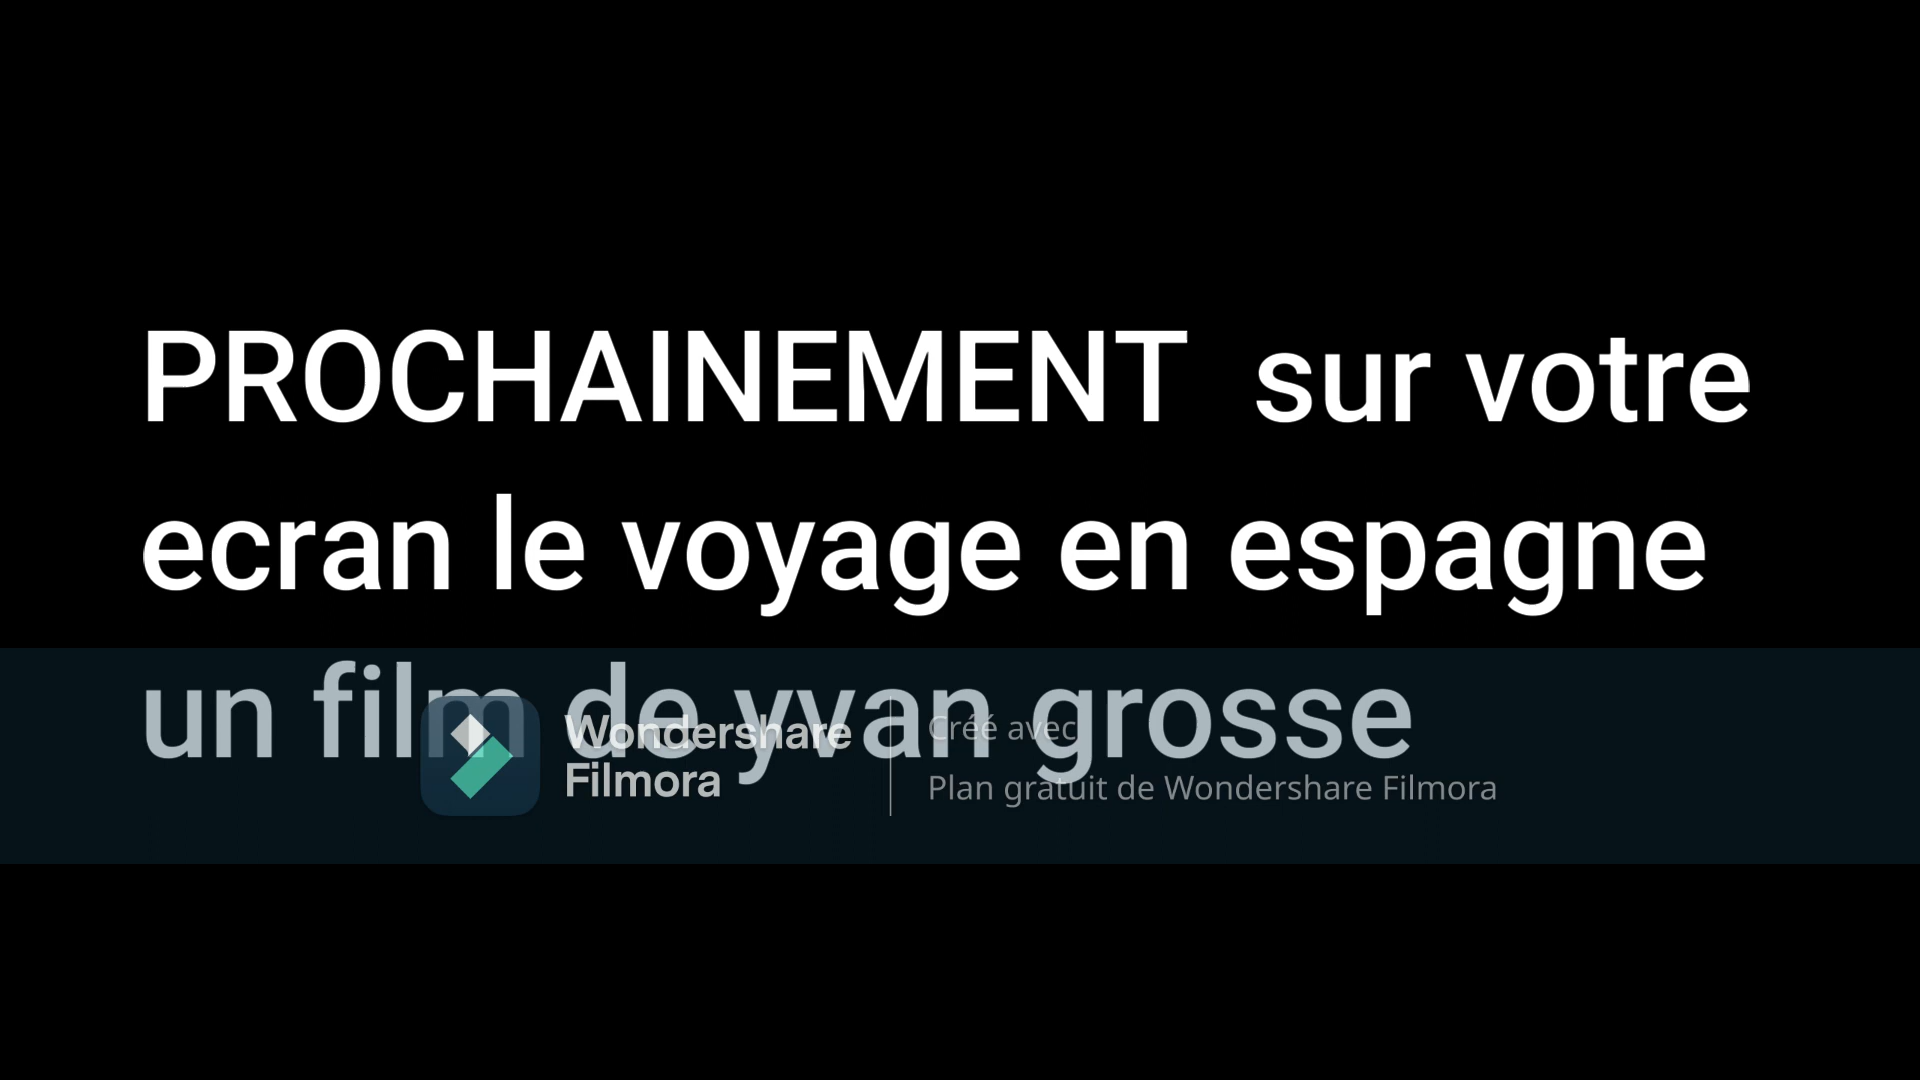 PROCHAINEMENT  sur votre
ecran le voyage en espagne
un film de yvan grosse
Wondershare
Filmora
Créé avec
Plan gratuit de Wondershare Filmora